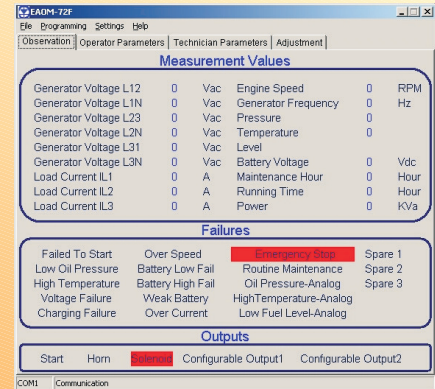 EAOM-72F
File Programming Settings Help
Observation Operator Parameters Technician Parameters Adjustment
Measurement Values
Generator Voltage L12 0 Vac Engine Speed 0 RPM
Generator Voltage L1N 0 Vac Generator Frequency 0 Hz
Generator Voltage L23 0 Vac Pressure 0
Generator Voltage L2N 0 Vac Temperature 0
Generator Voltage L31 0 Vac Level
Generator Voltage L3N 0 Vac Battery Voltage 0 Vdc
Load Current IL1 0 A Maintenance Hour 0 Hour
Load Current IL2 0 A Running Time 0 Hour
Load Current IL3 0 A Power 0 KVa
Failures
Failed To Start Over Speed Emergency Stop Spare 1
Low Oil Pressure Battery Low Fail Routine Maintenance Spare 2
High Temperature Battery High Fail Oil Pressure-Analog Spare 3
Voltage Failure Weak Battery HighTemperature-Analog
Charging Failure Over Current Low Fuel Level-Analog
Outputs
Start Horn Solenoid Configurable Output1 Configurable Output2
COM1 Communication